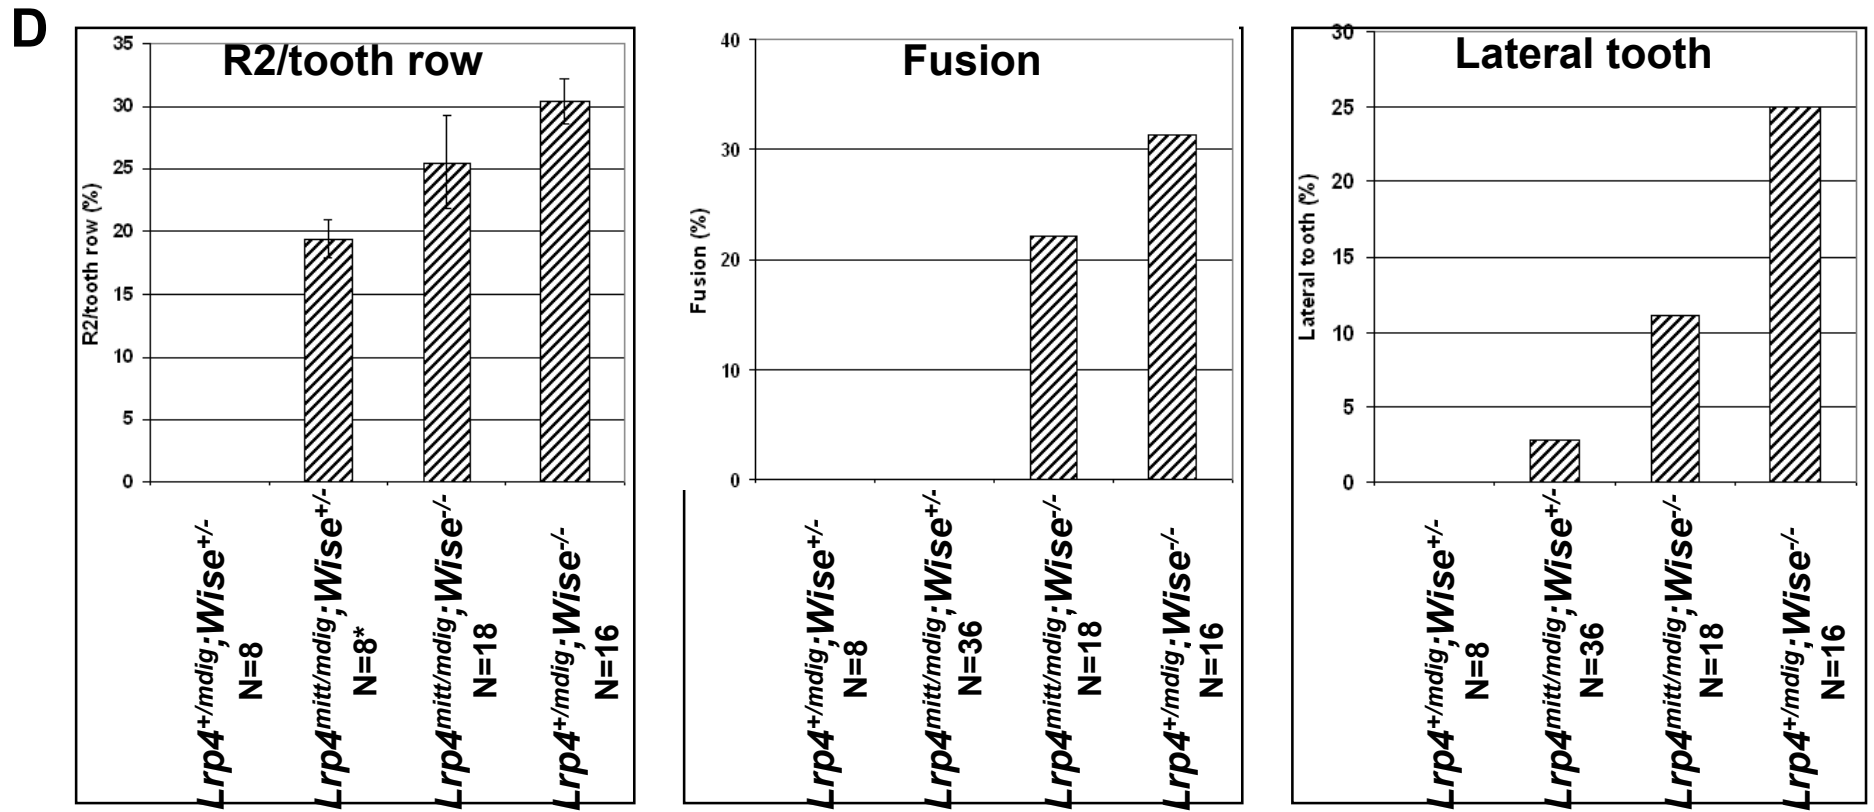 D
R2/tooth row
R2/tooth row (%)
35
30
25
20
15
10
5
0
Lrp4+/mdig;Wise+/-
N=8
Lrp4mitt/mdig;Wise+/-
N=8*
Lrp4mitt/mdig;Wise-/-
N=18
Lrp4+/mdig;Wise-/-
N=16
Fusion
Fusion (%)
40
30
20
10
0
Lrp4+/mdig;Wise+/-
N=8
Lrp4mitt/mdig;Wise+/-
N=36
Lrp4mitt/mdig;Wise-/-
N=18
Lrp4+/mdig;Wise-/-
N=16
Lateral tooth
Lateral tooth (%)
30
25
20
15
10
5
0
Lrp4+/mdig;Wise+/-
N=8
Lrp4mitt/mdig;Wise+/-
N=36
Lrp4mitt/mdig;Wise-/-
N=18
Lrp4+/mdig;Wise-/-
N=16